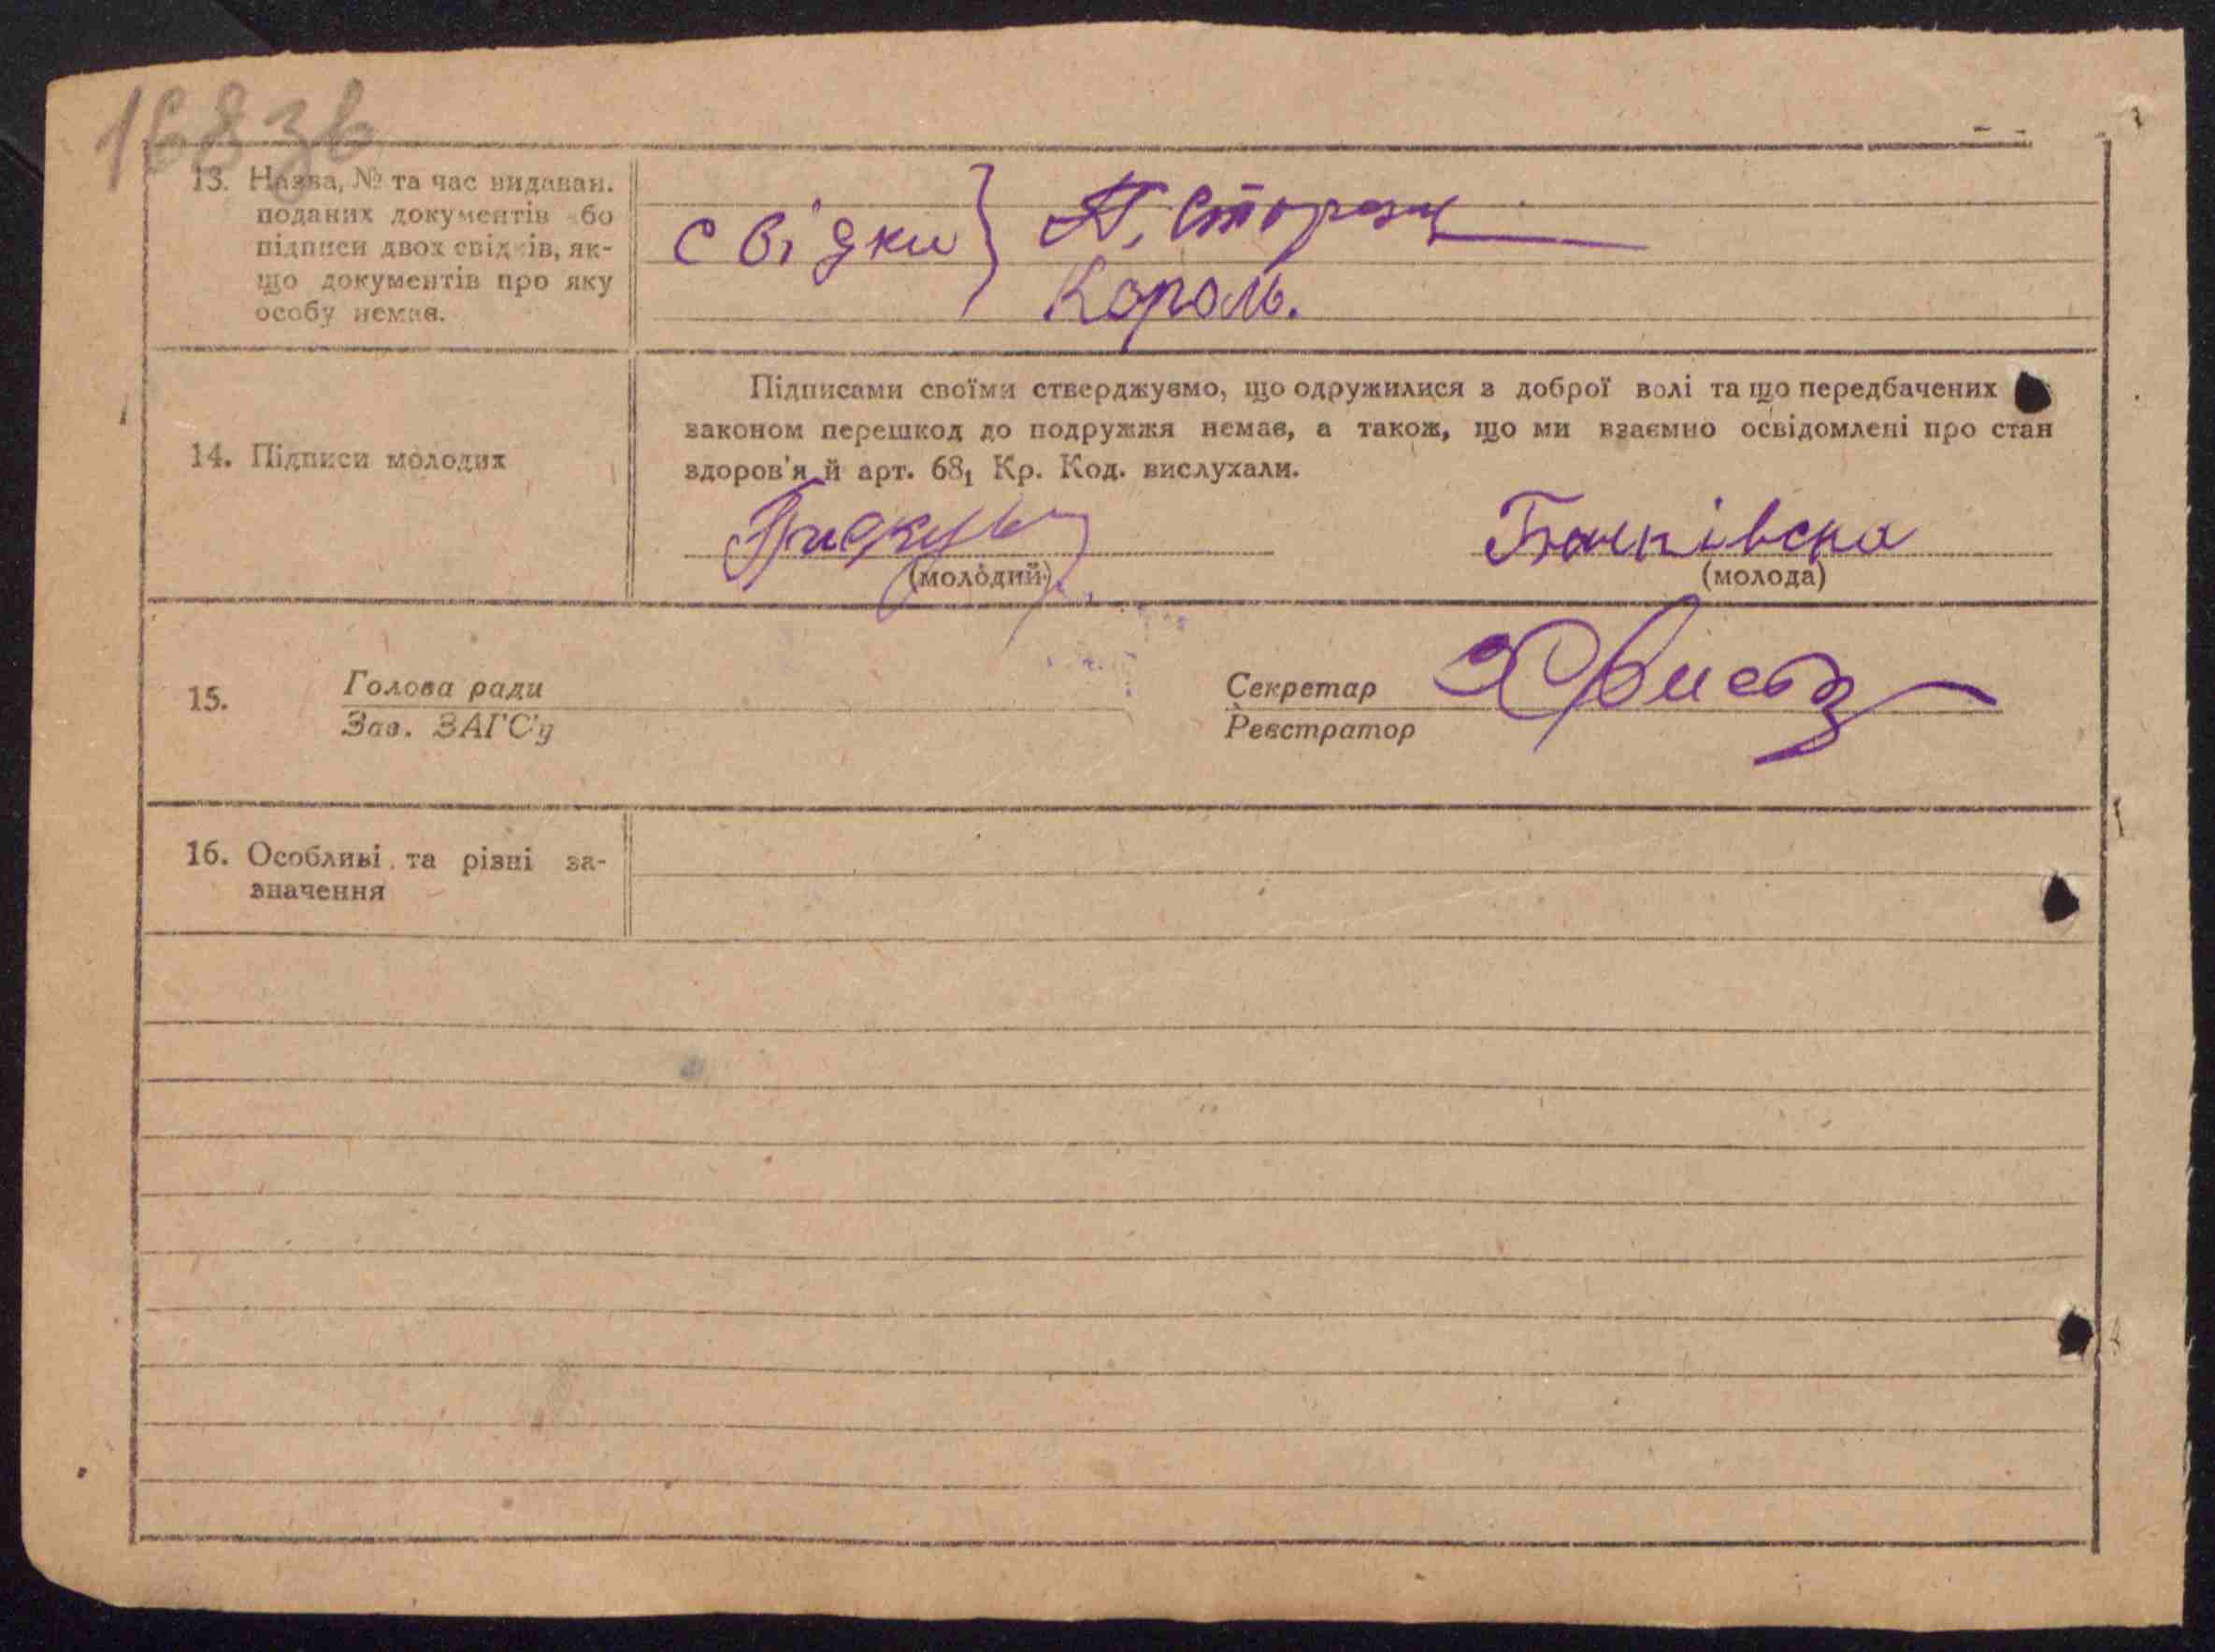 168 зв
13. Назва, № та час видаван.
поданих документів або
підписи двох свідків, як-
що документів про яку
особу немає.
свідки } Король.
14. Підписи молодих
Підписами своїми стверджуємо, що одружилися з доброї волі та що передбачених
законом перешкод до подружжя немає, а також, що ми взаємно освідомлені про стан
здоров'я й арт. 68₁ Кр. Код. вислухали.
(молодий)
(молода)
15.
Голова ради
Зав. ЗАГС'у
Секретар
Реєстратор
16. Особливі та різні за-
значення